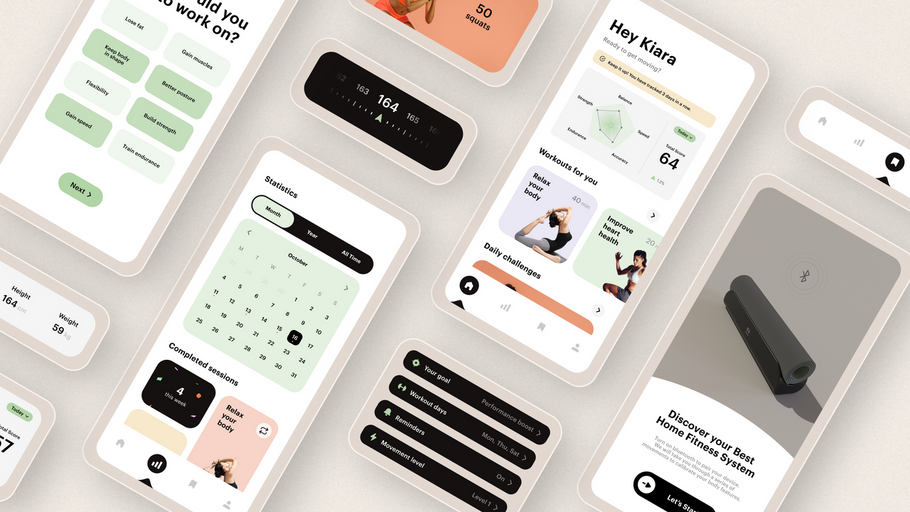 uld you
to work on?
Lose fat
Gain muscles
Keep body
in shape
Better posture
Flexibility
Build strength
Gain speed
Train endurance
Next
50
squats
162
163
164
165
Hey Kiara
Ready to get moving?
Keep it up! You have tracked 3 days in a row.
Strength
Balance
Speed
Accuracy
Endurance
Today
Total Score
64
Workouts for you
Relax
your
body
40 min
Improve
heart
health
20
Daily challenges
Statistics
Month
Year
All Time
October
M T W T F S S
1 2 3
4 5 6 7 8 9 10
11 12 13 14 15 16 17
18 19 20 21 22 23 24
25 26 27 28 29 30 31
Completed sessions
4
this week
Relax
your
body
Height
164 cm
Weight
59 kg
Today
Total Score
57
Your goal
Performance boost
Workout days
Mon, Thu, Sat
Reminders
On
Movement level
Level 1
Discover your Best
Home Fitness System
Turn on bluetooth to pair your device.
We will take you through a series of
movements to calibrate your body features.
Let's Star